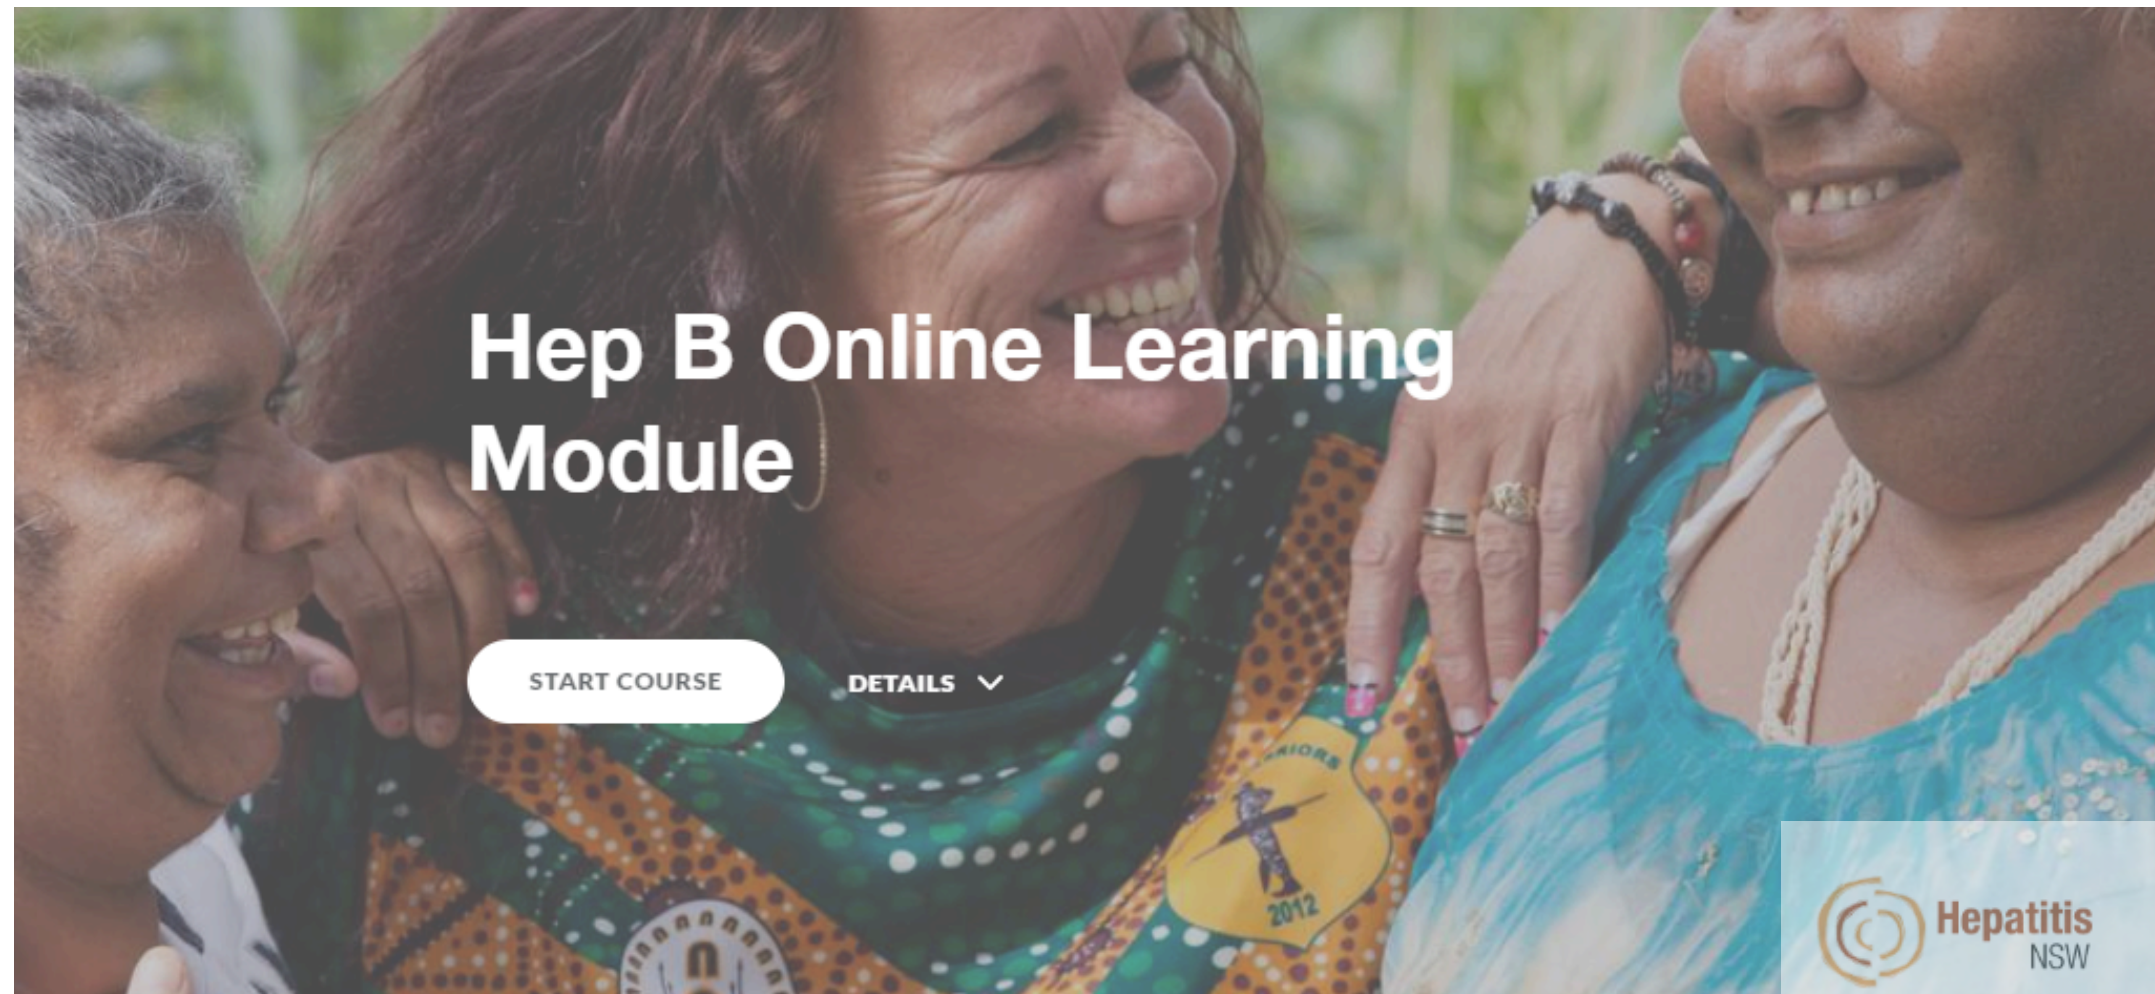 Hep B Online Learning
Module
START COURSE
DETAILS
2012
Hepatitis
NSW